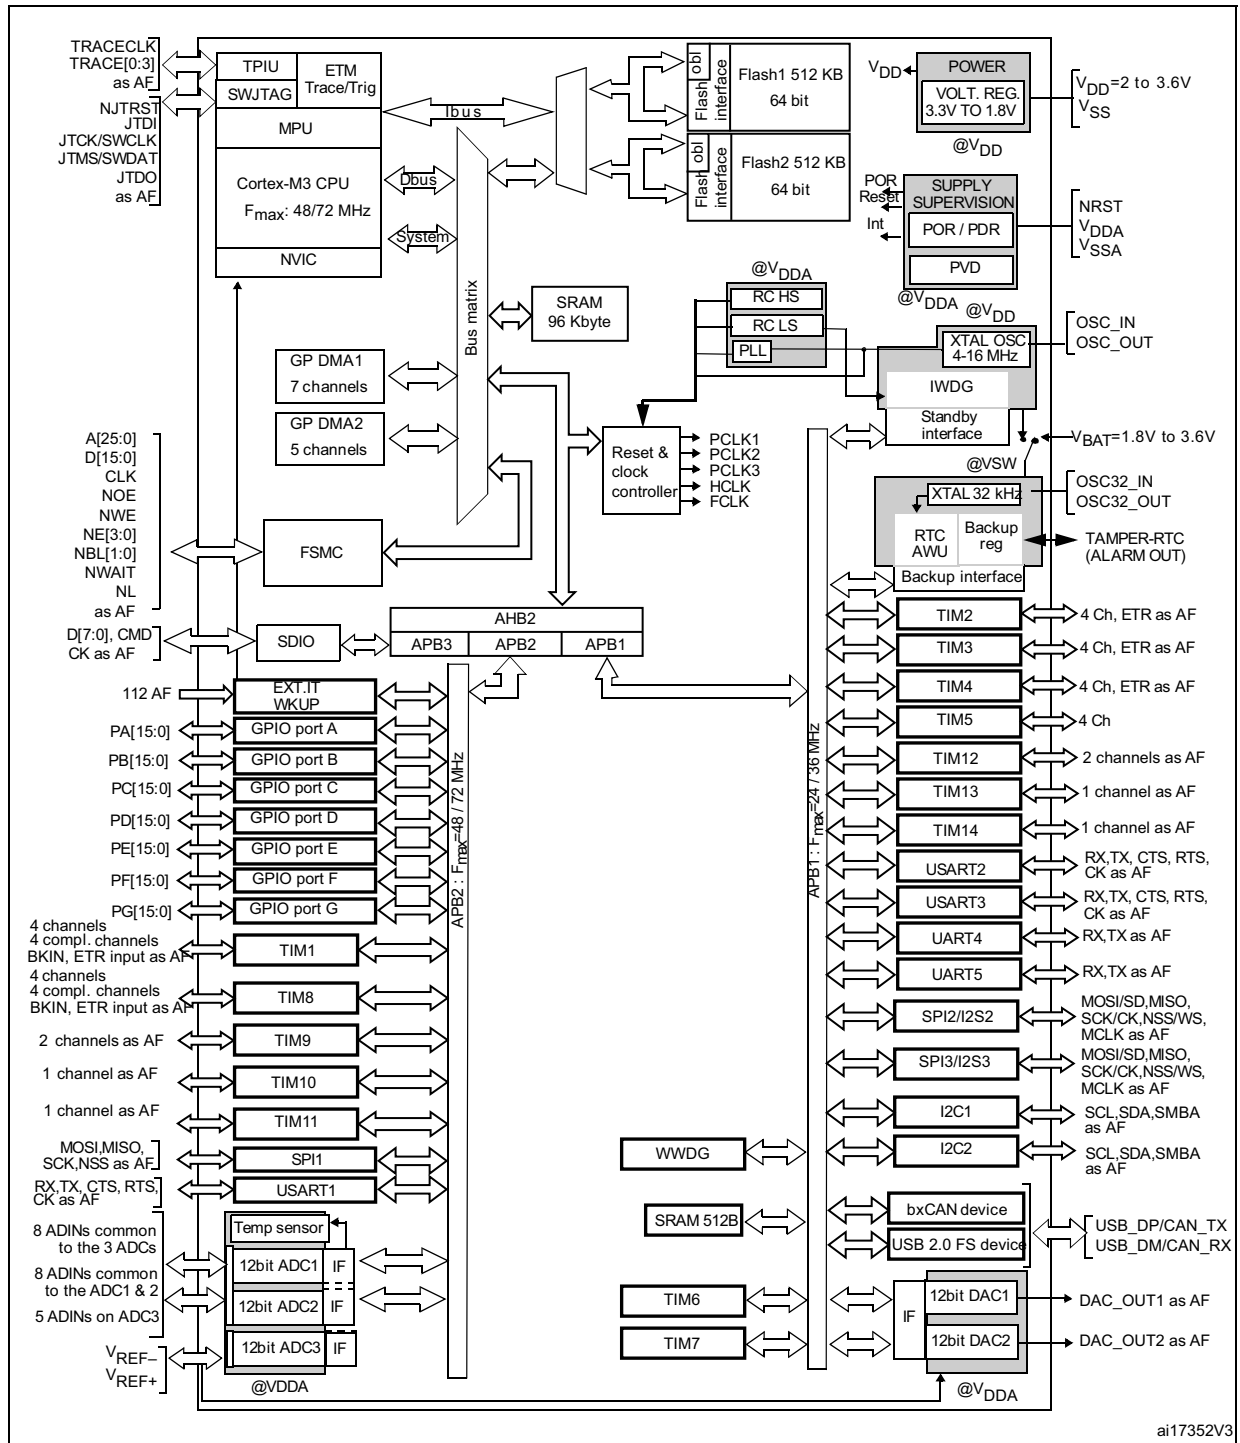 TRACECLK
TRACE[0:3]
as AF
NJTRST
JTDI
JTCK/SWCLK
JTMS/SWDAT
JTDO
as AF
TPIU
SWJTAG
ETM
Trace/Trig
MPU
Cortex-M3 CPU
Fmax: 48/72 MHz
NVIC
Ibus
Dbus
System
Bus matrix
obl
Flash
interface
Flash1 512 KB
64 bit
obl
Flash
interface
Flash2 512 KB
64 bit
VDD
POWER
VOLT. REG.
3.3V TO 1.8V
@VDD
VDD=2 to 3.6V
VSS
POR
Reset
Int
SUPPLY
SUPERVISION
POR / PDR
PVD
@VDDA
NRST
VDDA
VSSA
SRAM
96 Kbyte
GP DMA1
7 channels
GP DMA2
5 channels
@VDDA
RC HS
RC LS
PLL
@VDD
XTAL OSC
4-16 MHz
IWDG
Standby
interface
OSC_IN
OSC_OUT
Reset &
clock
controller
PCLK1
PCLK2
PCLK3
HCLK
FCLK
VBAT=1.8V to 3.6V
@VSW
XTAL 32 kHz
RTC
AWU
Backup
reg
Backup interface
OSC32_IN
OSC32_OUT
TAMPER-RTC
(ALARM OUT)
A[25:0]
D[15:0]
CLK
NOE
NWE
NE[3:0]
NBL[1:0]
NWAIT
NL
as AF
FSMC
D[7:0], CMD
CK as AF
SDIO
AHB2
APB3
APB2
APB1
112 AF
EXT.IT
WKUP
PA[15:0]
GPIO port A
PB[15:0]
GPIO port B
PC[15:0]
GPIO port C
PD[15:0]
GPIO port D
PE[15:0]
GPIO port E
PF[15:0]
GPIO port F
PG[15:0]
GPIO port G
4 channels
4 compl. channels
BKIN, ETR input as AF
TIM1
4 channels
4 compl. channels
BKIN, ETR input as AF
TIM8
2 channels as AF
TIM9
1 channel as AF
TIM10
1 channel as AF
TIM11
MOSI,MISO,
SCK,NSS as AF
SPI1
RX,TX, CTS, RTS,
CK as AF
USART1
APB2 : Fmax=48 / 72 MHz
Temp sensor
8 ADINs common
to the 3 ADCs
12bit ADC1
IF
8 ADINs common
to the ADC1 & 2
12bit ADC2
IF
5 ADINs on ADC3
12bit ADC3
IF
VREF–
VREF+
@VDDA
APB1 : Fmax=24 / 36 MHz
WWDG
SRAM 512B
TIM6
TIM7
TIM2
4 Ch, ETR as AF
TIM3
4 Ch, ETR as AF
TIM4
4 Ch, ETR as AF
TIM5
4 Ch
TIM12
2 channels as AF
TIM13
1 channel as AF
TIM14
1 channel as AF
USART2
RX,TX, CTS, RTS,
CK as AF
USART3
RX,TX, CTS, RTS,
CK as AF
UART4
RX,TX as AF
UART5
RX,TX as AF
SPI2/I2S2
MOSI/SD,MISO,
SCK/CK,NSS/WS,
MCLK as AF
SPI3/I2S3
MOSI/SD,MISO,
SCK/CK,NSS/WS,
MCLK as AF
I2C1
SCL,SDA,SMBA
as AF
I2C2
SCL,SDA,SMBA
as AF
bxCAN device
USB 2.0 FS device
USB_DP/CAN_TX
USB_DM/CAN_RX
IF
12bit DAC1
DAC_OUT1 as AF
12bit DAC2
DAC_OUT2 as AF
@VDDA
ai17352V3